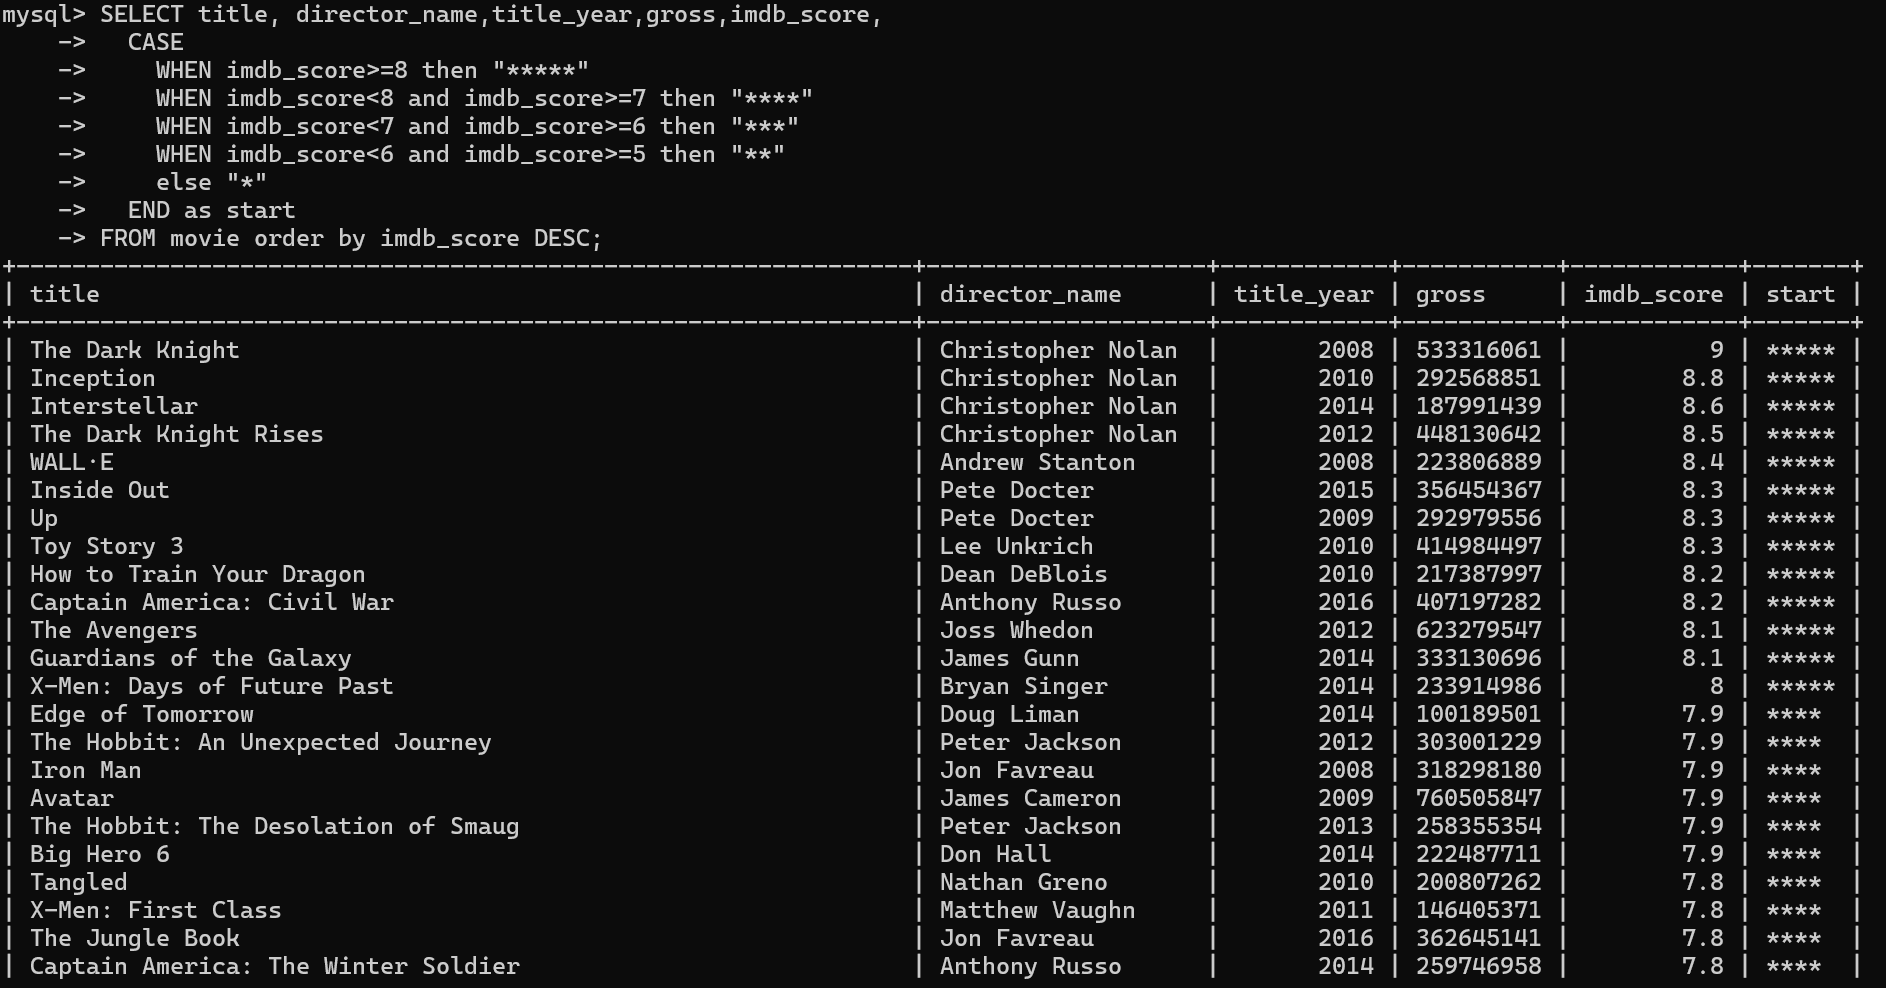 mysql> SELECT title, director_name,title_year,gross,imdb_score,
    ->   CASE
    ->     WHEN imdb_score>=8 then "*****"
    ->     WHEN imdb_score<8 and imdb_score>=7 then "****"
    ->     WHEN imdb_score<7 and imdb_score>=6 then "***"
    ->     WHEN imdb_score<6 and imdb_score>=5 then "**"
    ->     else "*"
    ->   END as start
    -> FROM movie order by imdb_score DESC;
+----------------------------------------------------------------+--------------------+------------+-----------+------------+-------+
| title                                                          | director_name      | title_year | gross     | imdb_score | start |
+----------------------------------------------------------------+--------------------+------------+-----------+------------+-------+
| The Dark Knight                                                | Christopher Nolan  |       2008 | 533316061 |          9 | ***** |
| Inception                                                      | Christopher Nolan  |       2010 | 292568851 |        8.8 | ***** |
| Interstellar                                                   | Christopher Nolan  |       2014 | 187991439 |        8.6 | ***** |
| The Dark Knight Rises                                          | Christopher Nolan  |       2012 | 448130642 |        8.5 | ***** |
| WALL·E                                                         | Andrew Stanton     |       2008 | 223806889 |        8.4 | ***** |
| Inside Out                                                     | Pete Docter        |       2015 | 356454367 |        8.3 | ***** |
| Up                                                             | Pete Docter        |       2009 | 292979556 |        8.3 | ***** |
| Toy Story 3                                                    | Lee Unkrich        |       2010 | 414984497 |        8.3 | ***** |
| How to Train Your Dragon                                       | Dean DeBlois       |       2010 | 217387997 |        8.2 | ***** |
| Captain America: Civil War                                     | Anthony Russo      |       2016 | 407197282 |        8.2 | ***** |
| The Avengers                                                   | Joss Whedon        |       2012 | 623279547 |        8.1 | ***** |
| Guardians of the Galaxy                                        | James Gunn         |       2014 | 333130696 |        8.1 | ***** |
| X-Men: Days of Future Past                                     | Bryan Singer       |       2014 | 233914986 |          8 | ***** |
| Edge of Tomorrow                                               | Doug Liman         |       2014 | 100189501 |        7.9 | ****  |
| The Hobbit: An Unexpected Journey                              | Peter Jackson      |       2012 | 303001229 |        7.9 | ****  |
| Iron Man                                                       | Jon Favreau        |       2008 | 318298180 |        7.9 | ****  |
| Avatar                                                         | James Cameron      |       2009 | 760505847 |        7.9 | ****  |
| The Hobbit: The Desolation of Smaug                            | Peter Jackson      |       2013 | 258355354 |        7.9 | ****  |
| Big Hero 6                                                     | Don Hall           |       2014 | 222487711 |        7.9 | ****  |
| Tangled                                                        | Nathan Greno       |       2010 | 200807262 |        7.8 | ****  |
| X-Men: First Class                                             | Matthew Vaughn     |       2011 | 146405371 |        7.8 | ****  |
| The Jungle Book                                                | Jon Favreau        |       2016 | 362645141 |        7.8 | ****  |
| Captain America: The Winter Soldier                            | Anthony Russo      |       2014 | 259746958 |        7.8 | ****  |